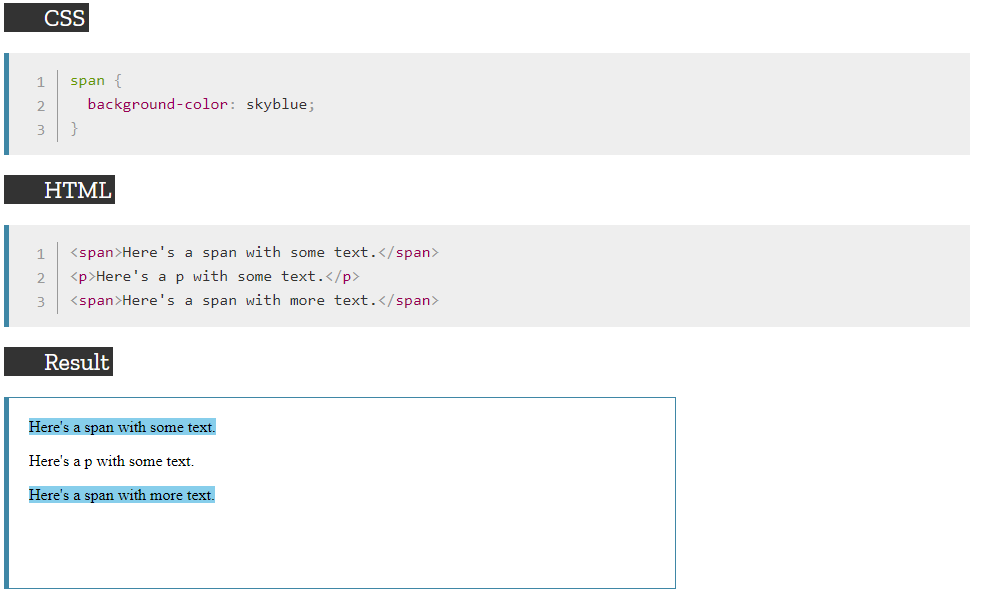 CSS
1 span {
2   background-color: skyblue;
3 }
HTML
1 <span>Here's a span with some text.</span>
2 <p>Here's a p with some text.</p>
3 <span>Here's a span with more text.</span>
Result
Here's a span with some text.
Here's a p with some text.
Here's a span with more text.